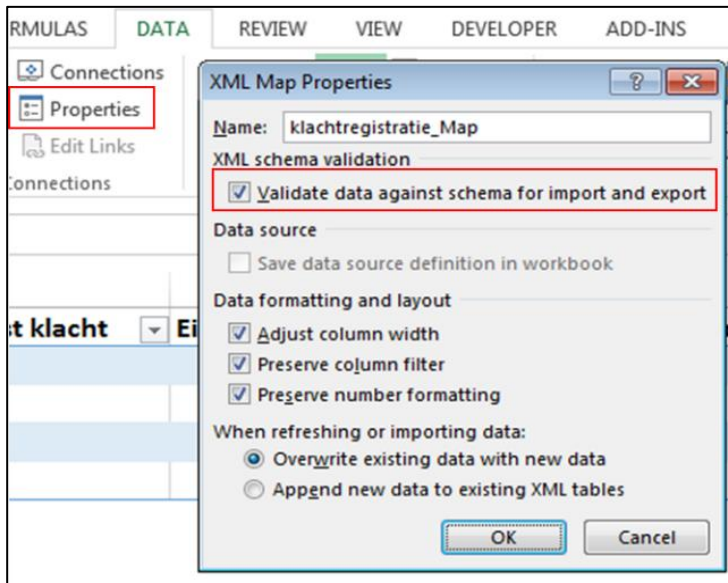 RMULAS DATA REVIEW VIEW DEVELOPER ADD-INS
Connections
Properties
Edit Links
Connections
XML Map Properties
Name: klachtregistratie_Map
XML schema validation
Validate data against schema for import and export
Data source
Save data source definition in workbook
Data formatting and layout
st klacht Ei
Adjust column width
Preserve column filter
Preserve number formatting
When refreshing or importing data:
Overwrite existing data with new data
Append new data to existing XML tables
OK Cancel